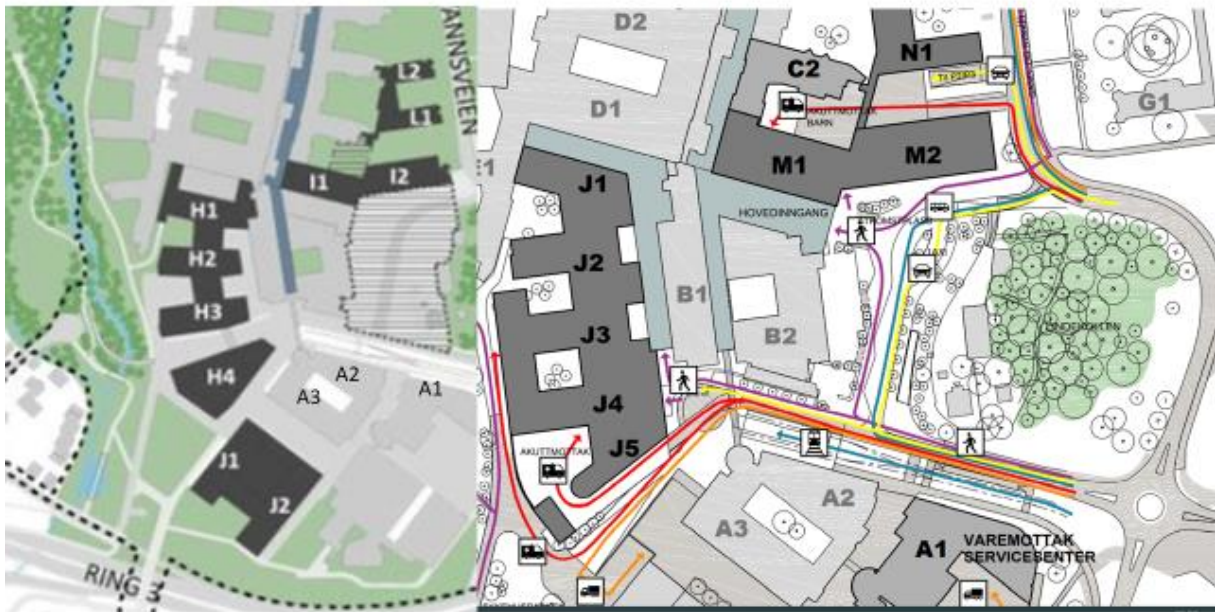 ANNSVEIEN
L2
L1
I1
I2
H1
H2
H3
H4
A2
A3
A1
J1
J2
RING 3
D2
D1
C2
N1
G1
AKUTTMOTTAK
BARN
M1
M2
J1
HOVEDINNGANG
J2
B1
J3
B2
J4
J5
AKUTTMOTTAK
A2
A3
A1
VAREMOTTAK
SERVICESENTER